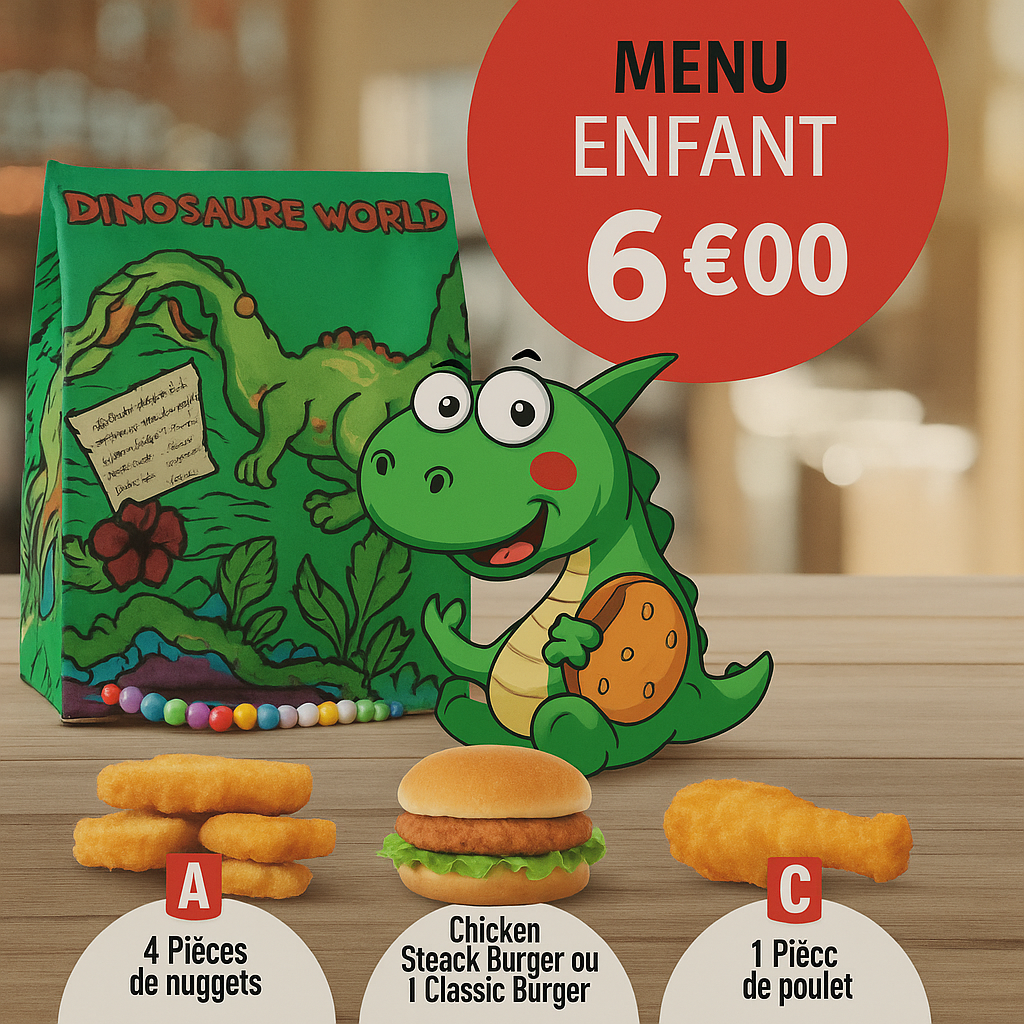 MENU
ENFANT
6 €00
DINOSAURE WORLD
A
4 Pièces
de nuggets
Chicken
Steack Burger ou
1 Classic Burger
C
1 Piècc
de poulet